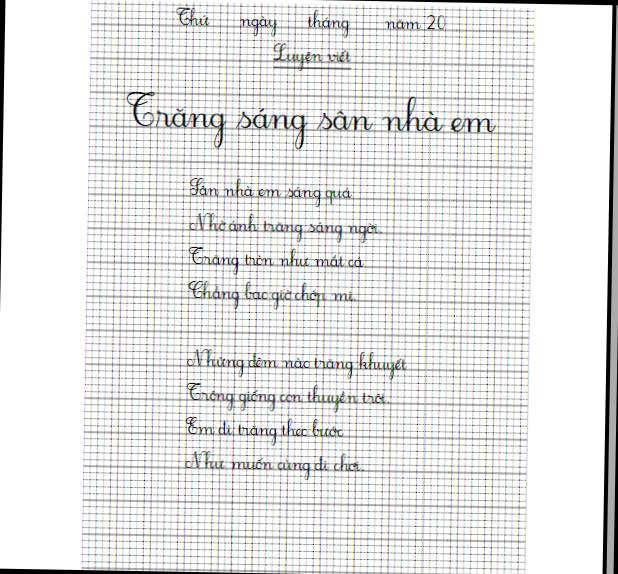 Thứ ngày tháng năm 20
Luyện viết
Trăng sáng sân nhà em
Sân nhà em sáng quá
Nhờ ánh trăng sáng ngời.
Trăng tròn như mắt cá
Chẳng bao giờ chớp mi.
Những đêm nào trăng khuyết
Trông giống con thuyền trôi.
Em đi trăng theo bước
Như muốn cùng đi chơi.